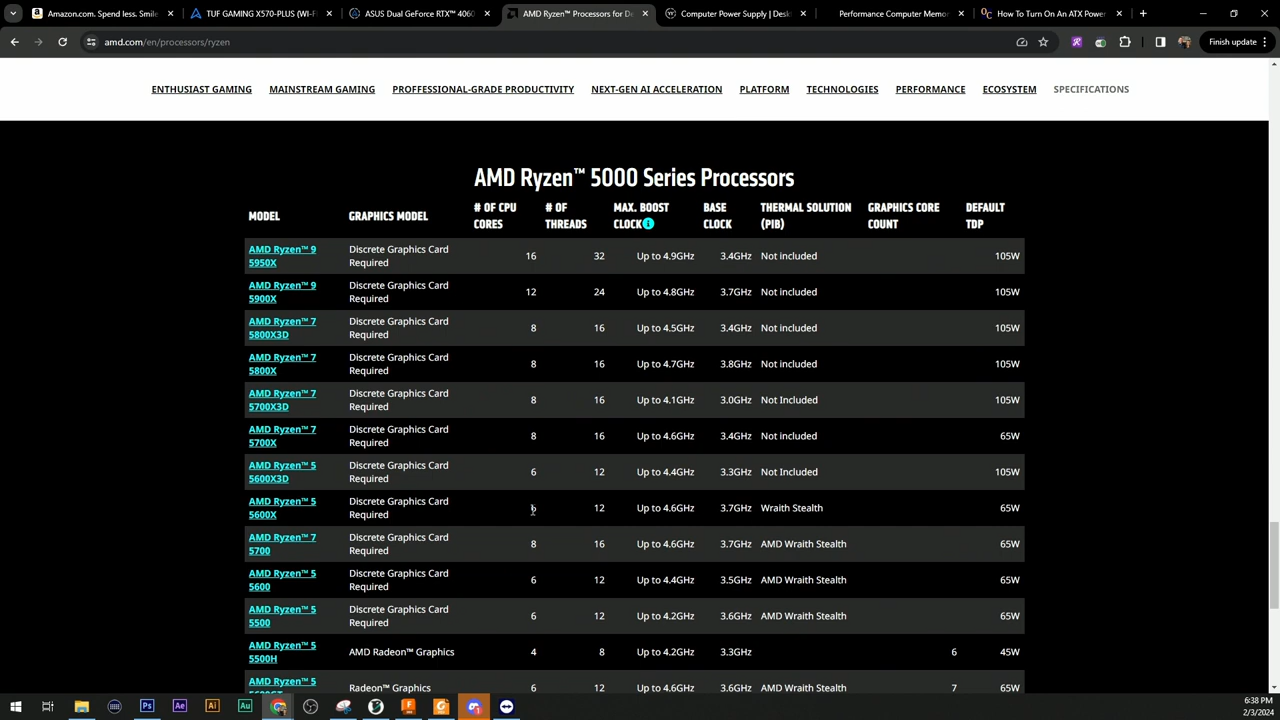 Amazon.com. Spend less. Smile
TUF GAMING X570-PLUS (WI-F
ASUS Dual GeForce RTX™ 4060
AMD Ryzen™ Processors for De
Computer Power Supply | Desk
Performance Computer Memo
How To Turn On An ATX Power
amd.com/en/processors/ryzen
Finish update
ENTHUSIAST GAMING MAINSTREAM GAMING PROFFESSIONAL-GRADE PRODUCTIVITY NEXT-GEN AI ACCELERATION PLATFORM TECHNOLOGIES PERFORMANCE ECOSYSTEM SPECIFICATIONS
AMD Ryzen™ 5000 Series Processors
MODEL
GRAPHICS MODEL
# OF CPU
CORES
# OF
THREADS
MAX. BOOST
CLOCK
BASE
CLOCK
THERMAL SOLUTION
(PIB)
GRAPHICS CORE
COUNT
DEFAULT
TDP
AMD Ryzen™ 9
5950X
Discrete Graphics Card
Required
16 32 Up to 4.9GHz 3.4GHz Not included 105W
AMD Ryzen™ 9
5900X
Discrete Graphics Card
Required
12 24 Up to 4.8GHz 3.7GHz Not included 105W
AMD Ryzen™ 7
5800X3D
Discrete Graphics Card
Required
8 16 Up to 4.5GHz 3.4GHz Not included 105W
AMD Ryzen™ 7
5800X
Discrete Graphics Card
Required
8 16 Up to 4.7GHz 3.8GHz Not included 105W
AMD Ryzen™ 7
5700X3D
Discrete Graphics Card
Required
8 16 Up to 4.1GHz 3.0GHz Not Included 105W
AMD Ryzen™ 7
5700X
Discrete Graphics Card
Required
8 16 Up to 4.6GHz 3.4GHz Not included 65W
AMD Ryzen™ 5
5600X3D
Discrete Graphics Card
Required
6 12 Up to 4.4GHz 3.3GHz Not Included 105W
AMD Ryzen™ 5
5600X
Discrete Graphics Card
Required
6 12 Up to 4.6GHz 3.7GHz Wraith Stealth 65W
AMD Ryzen™ 7
5700
Discrete Graphics Card
Required
8 16 Up to 4.6GHz 3.7GHz AMD Wraith Stealth 65W
AMD Ryzen™ 5
5600
Discrete Graphics Card
Required
6 12 Up to 4.4GHz 3.5GHz AMD Wraith Stealth 65W
AMD Ryzen™ 5
5500
Discrete Graphics Card
Required
6 12 Up to 4.2GHz 3.6GHz AMD Wraith Stealth 65W
AMD Ryzen™ 5
5500H
AMD Radeon™ Graphics 4 8 Up to 4.2GHz 3.3GHz 6 45W
AMD Ryzen™ 5
Radeon™ Graphics 6 12 Up to 4.6GHz 3.6GHz AMD Wraith Stealth 7 65W
Ps Ae Ai Au
6:38 PM
2/3/2024